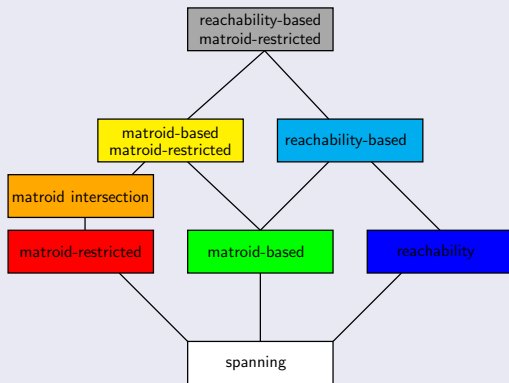 reachability-based
matroid-restricted
matroid-based
matroid-restricted
reachability-based
matroid intersection
matroid-restricted
matroid-based
reachability
spanning